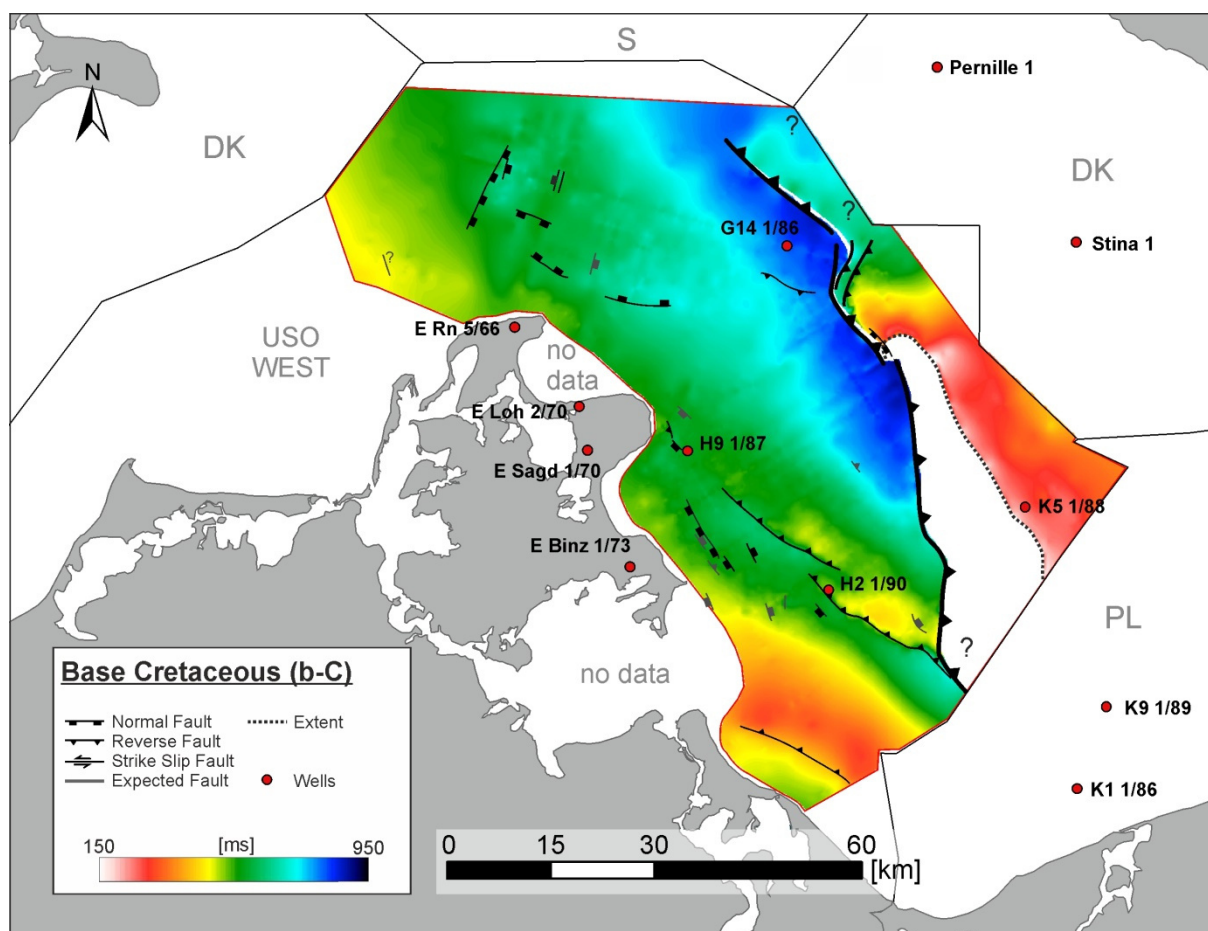 S
Pernille 1
N
?
DK
DK
?
G14 1/86
Stina 1
?
E Rn 5/66
USO
WEST
no
data
E Loh 2/70
H9 1/87
E Sagd 1/70
K5 1/88
E Binz 1/73
H2 1/90
PL
?
no data
Base Cretaceous (b-C)
Normal Fault
Extent
Reverse Fault
Strike Slip Fault
Expected Fault
Wells
K9 1/89
K1 1/86
150
[ms]
950
0
15
30
60
[km]